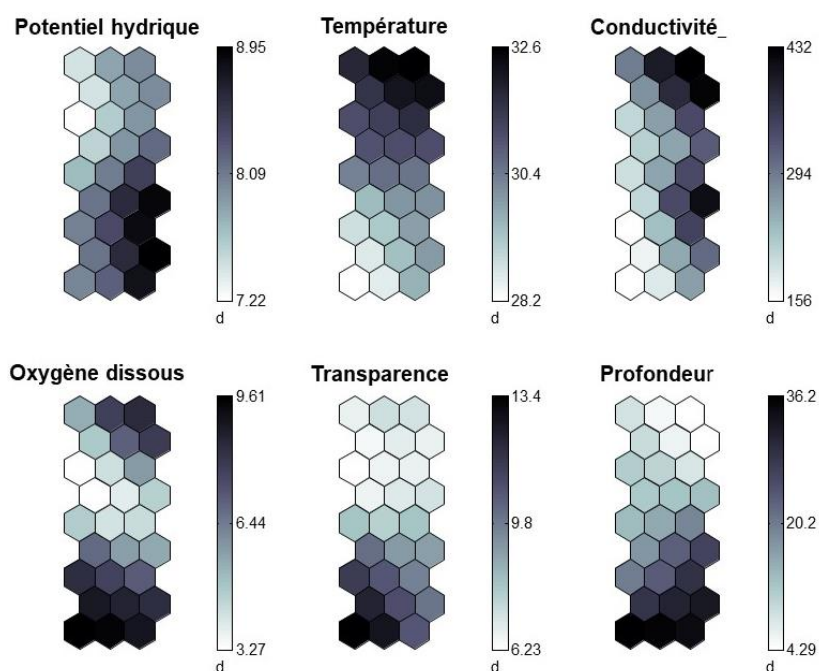 Potentiel hydrique
8.95
8.09
7.22
d
Température
32.6
30.4
28.2
d
Conductivité_
432
294
156
d
Oxygène dissous
9.61
6.44
3.27
d
Transparence
13.4
9.8
6.23
d
Profondeur
36.2
20.2
4.29
d